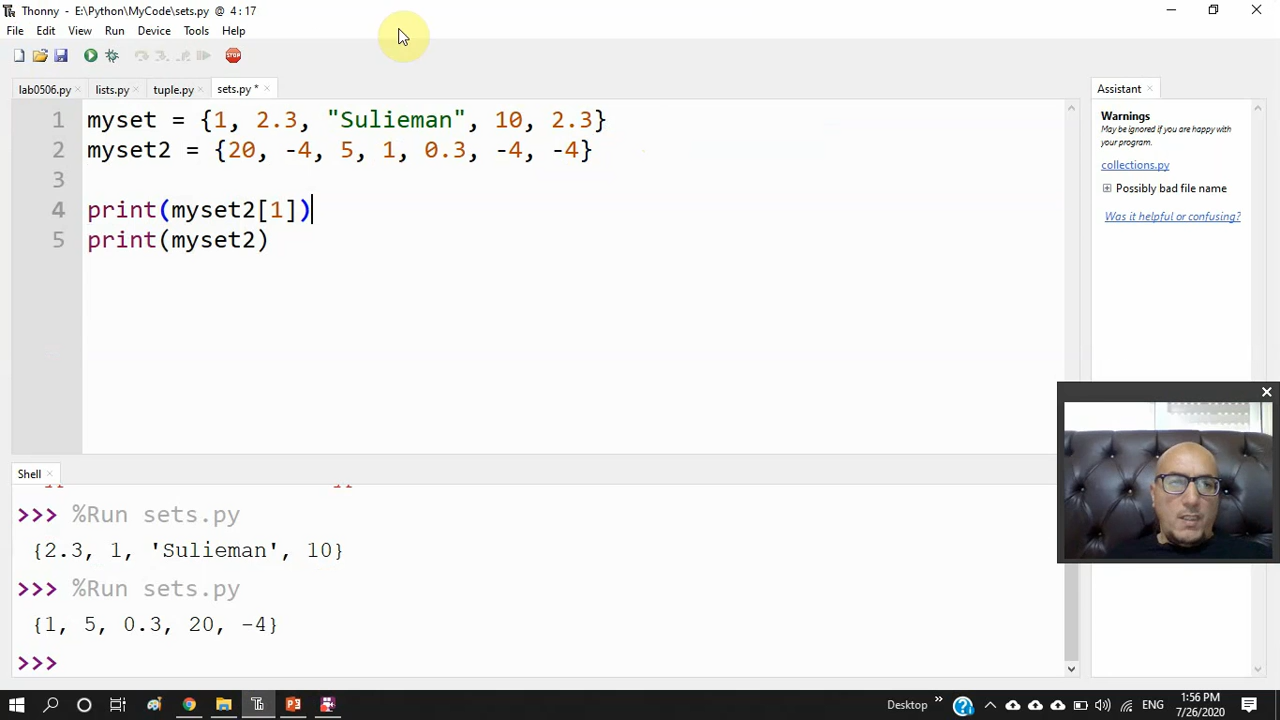 Thonny - E:\Python\MyCode\sets.py @ 4:17
File Edit View Run Device Tools Help
STOP
lab0506.py × lists.py × tuple.py × sets.py * ×
1 myset = {1, 2.3, "Sulieman", 10, 2.3}
2 myset2 = {20, -4, 5, 1, 0.3, -4, -4}
3
4 print(myset2[1])
5 print(myset2)
Assistant ×
Warnings
May be ignored if you are happy with
your program.
collections.py
Possibly bad file name
Was it helpful or confusing?
Shell ×
>>> %Run sets.py
{2.3, 1, 'Sulieman', 10}
>>> %Run sets.py
{1, 5, 0.3, 20, -4}
>>>
Desktop » ENG 1:56 PM
7/26/2020